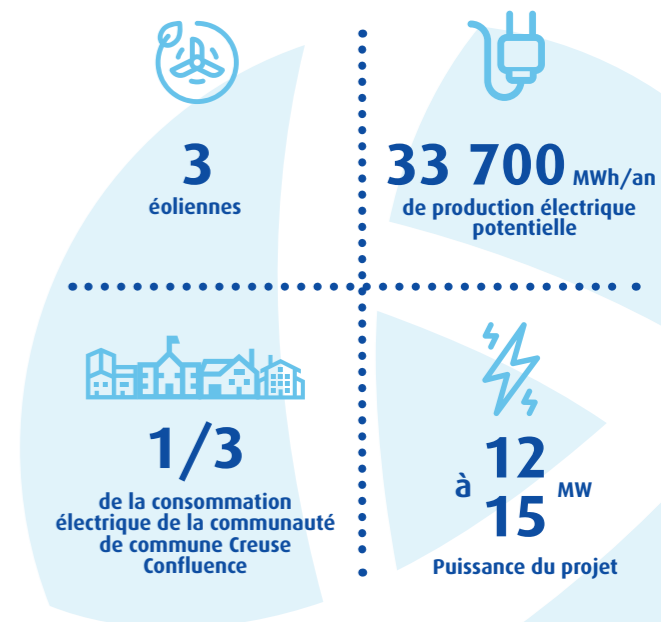 3
éoliennes
33 700 MWh/an
de production électrique
potentielle
1/3
de la consommation
électrique de la communauté
de commune Creuse
Confluence
12
à MW
15
Puissance du projet